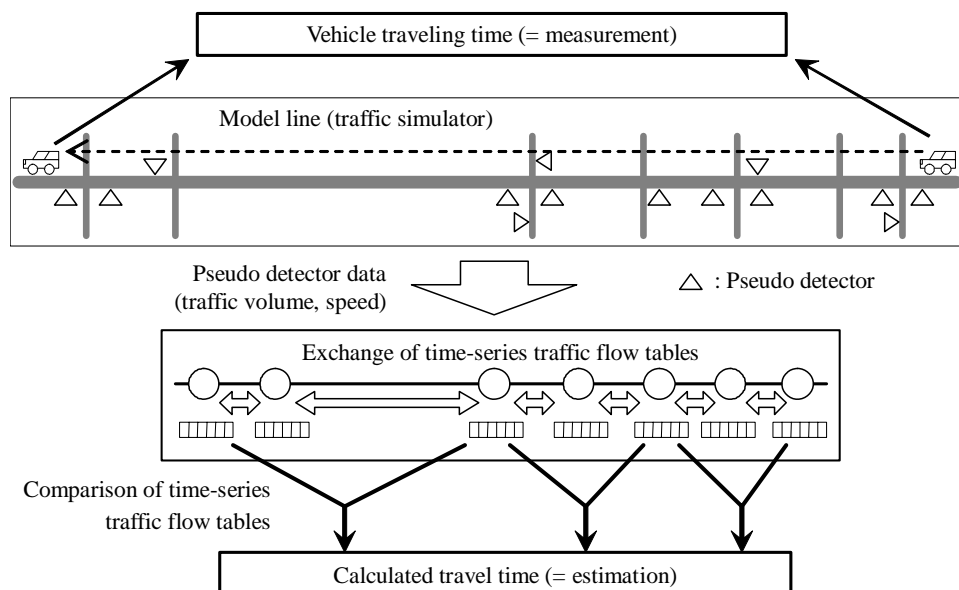 Vehicle traveling time (= measurement)
Model line (traffic simulator)
Pseudo detector data
(traffic volume, speed)
: Pseudo detector
Exchange of time-series traffic flow tables
Comparison of time-series
traffic flow tables
Calculated travel time (= estimation)